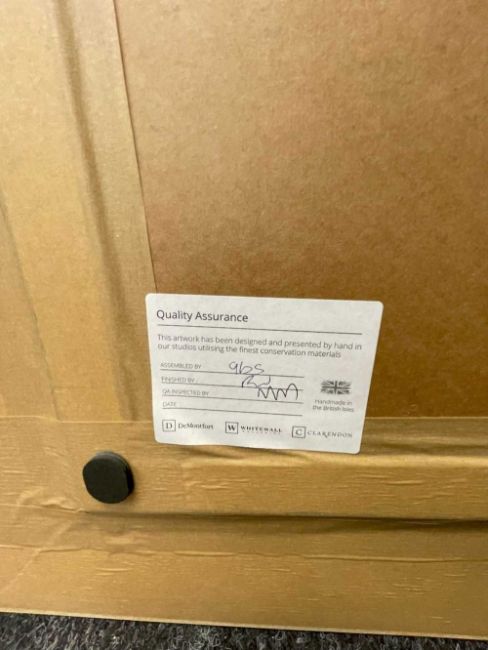 Quality Assurance
This artwork has been designed and presented by hand in
our studios utilising the finest conservation materials
ASSEMBLED BY
FINISHED BY
QA INSPECTED BY
DATE
Handmade in
the British Isles
D DeMontfort W WHITEWALL C CLARENDON